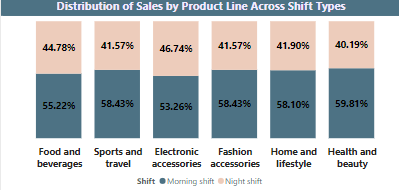 Distribution of Sales by Product Line Across Shift Types
44.78% 41.57% 46.74% 41.57% 41.90% 40.19%
55.22% 58.43% 53.26% 58.43% 58.10% 59.81%
Food and Sports and Electronic Fashion Home and Health and
beverages travel accessories accessories lifestyle beauty
Shift Morning shift Night shift